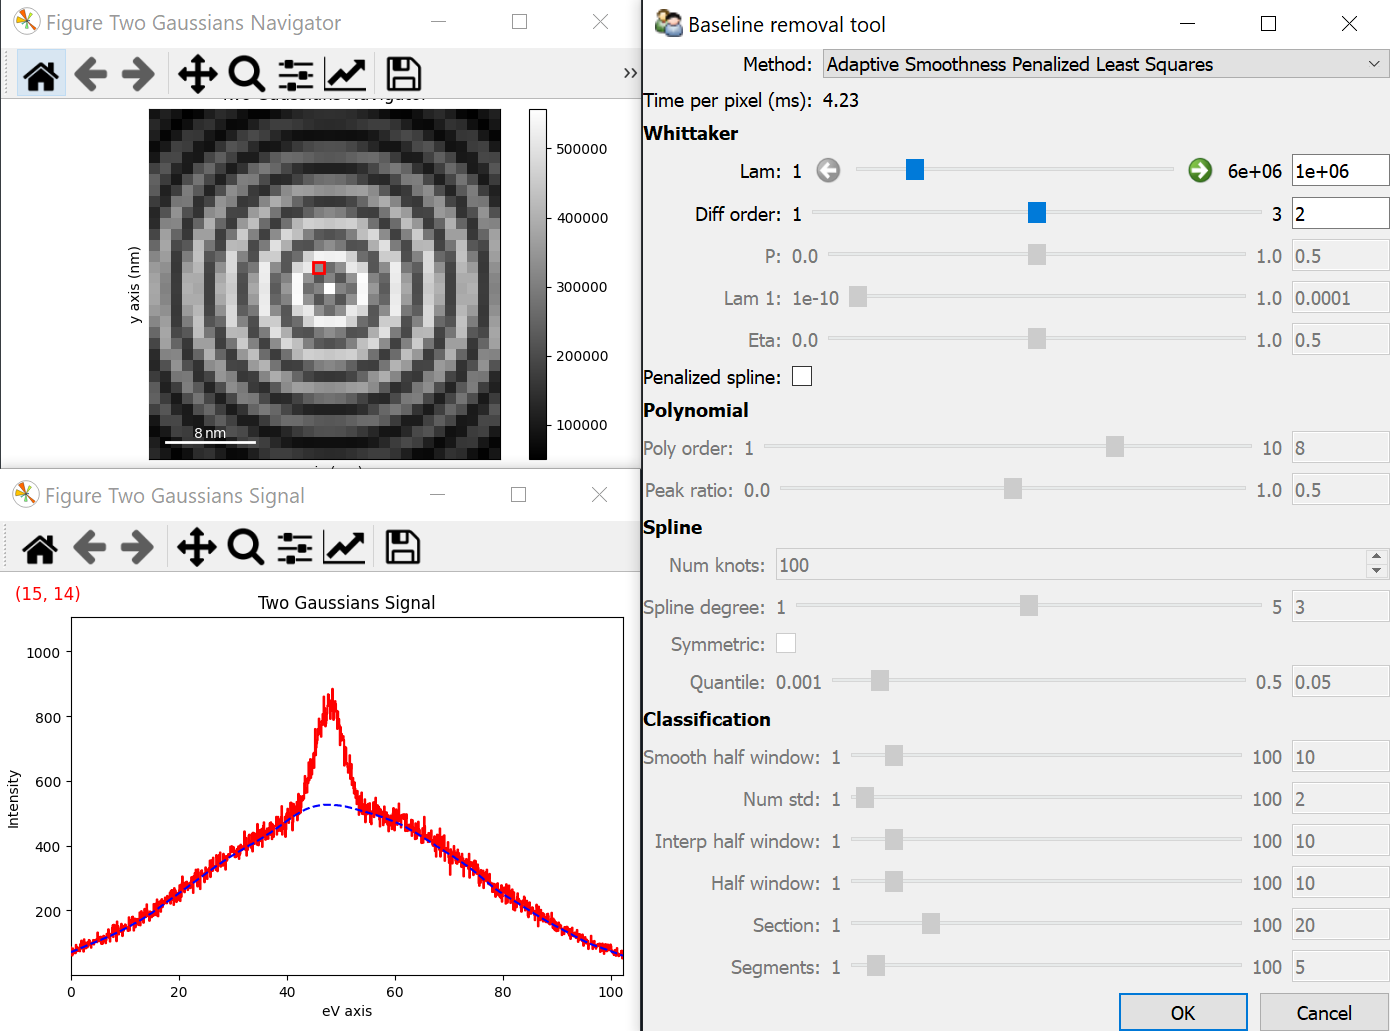 Figure Two Gaussians Navigator
Two Gaussians Navigator
500000
400000
300000
200000
100000
y axis (nm)
8 nm
Figure Two Gaussians Signal
(15, 14)
Two Gaussians Signal
1000
800
600
400
200
Intensity
0 20 40 60 80 100
eV axis
Baseline removal tool
Method: Adaptive Smoothness Penalized Least Squares
Time per pixel (ms): 4.23
Whittaker
Lam: 1 6e+06 1e+06
Diff order: 1 3 2
P: 0.0 1.0 0.5
Lam 1: 1e-10 1.0 0.0001
Eta: 0.0 1.0 0.5
Penalized spline:
Polynomial
Poly order: 1 10 8
Peak ratio: 0.0 1.0 0.5
Spline
Num knots: 100
Spline degree: 1 5 3
Symmetric:
Quantile: 0.001 0.5 0.05
Classification
Smooth half window: 1 100 10
Num std: 1 100 2
Interp half window: 1 100 10
Half window: 1 100 10
Section: 1 100 20
Segments: 1 100 5
OK Cancel